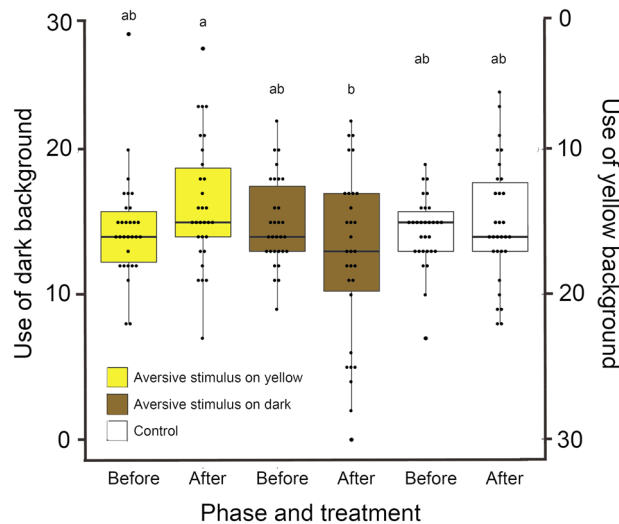 30
20
10
0
Use of dark background
0
10
20
30
Use of yellow background
ab
a
ab
b
ab
ab
Aversive stimulus on yellow
Aversive stimulus on dark
Control
Before After Before After Before After
Phase and treatment